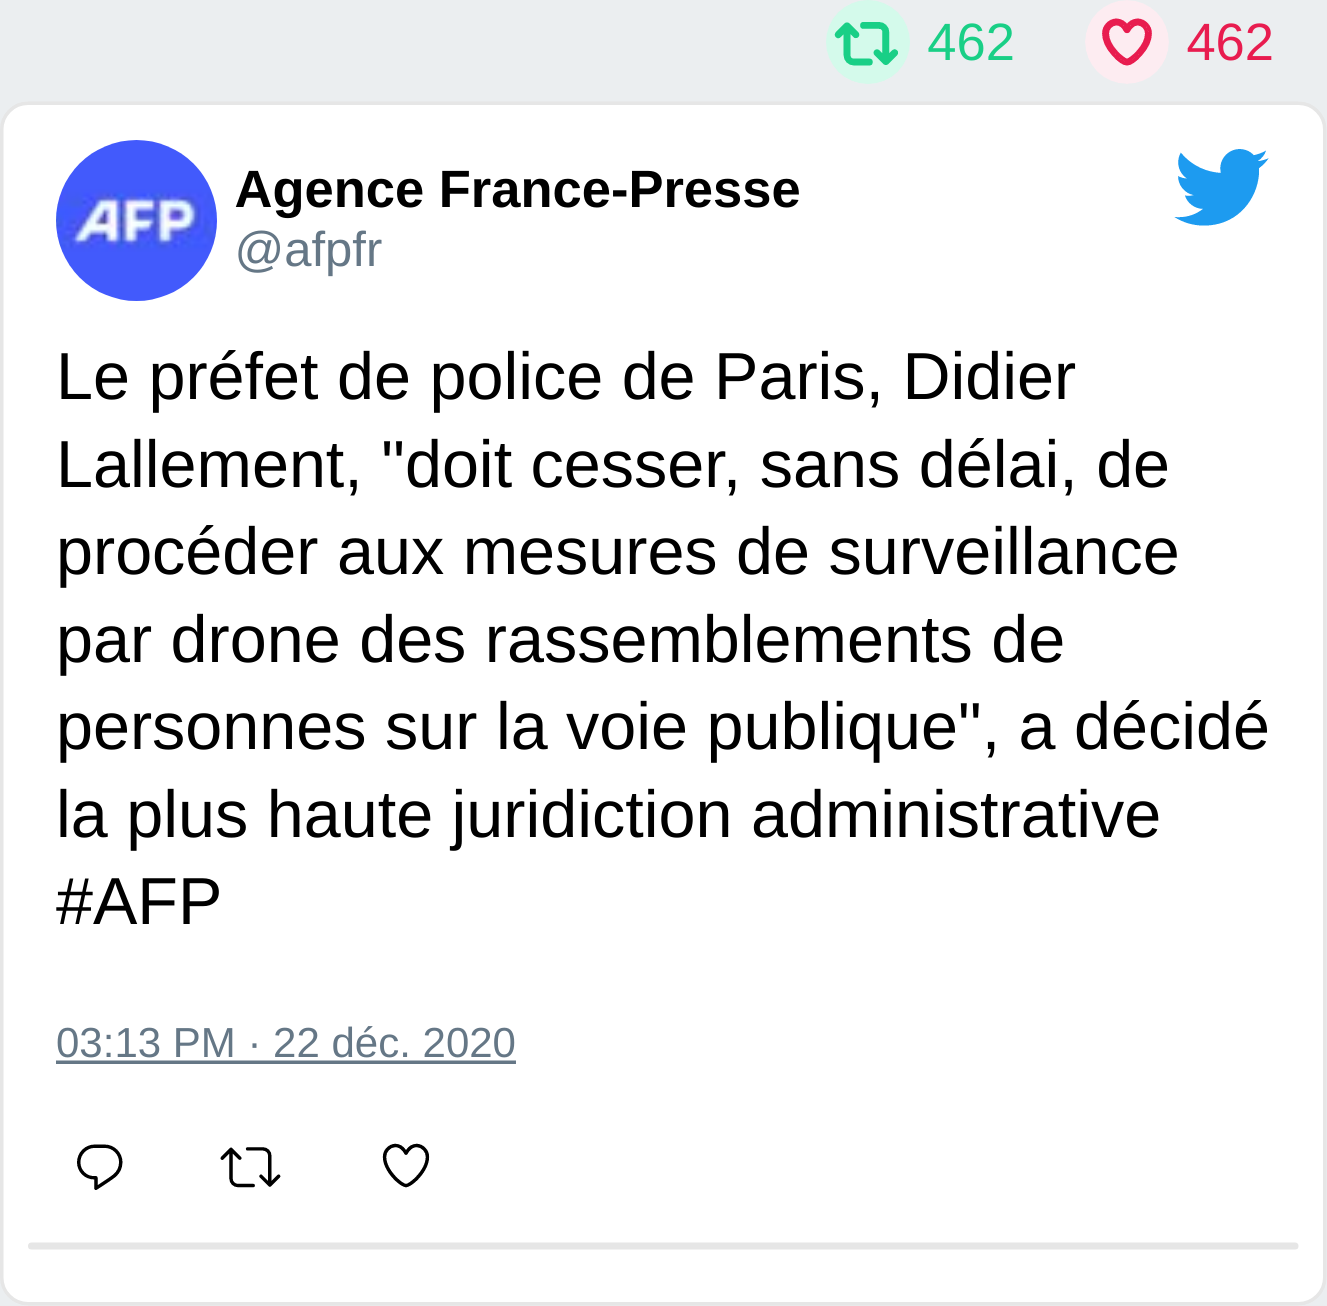 462 462
AFP
Agence France-Presse
@afpfr
Le préfet de police de Paris, Didier
Lallement, "doit cesser, sans délai, de
procéder aux mesures de surveillance
par drone des rassemblements de
personnes sur la voie publique", a décidé
la plus haute juridiction administrative
#AFP
03:13 PM · 22 déc. 2020